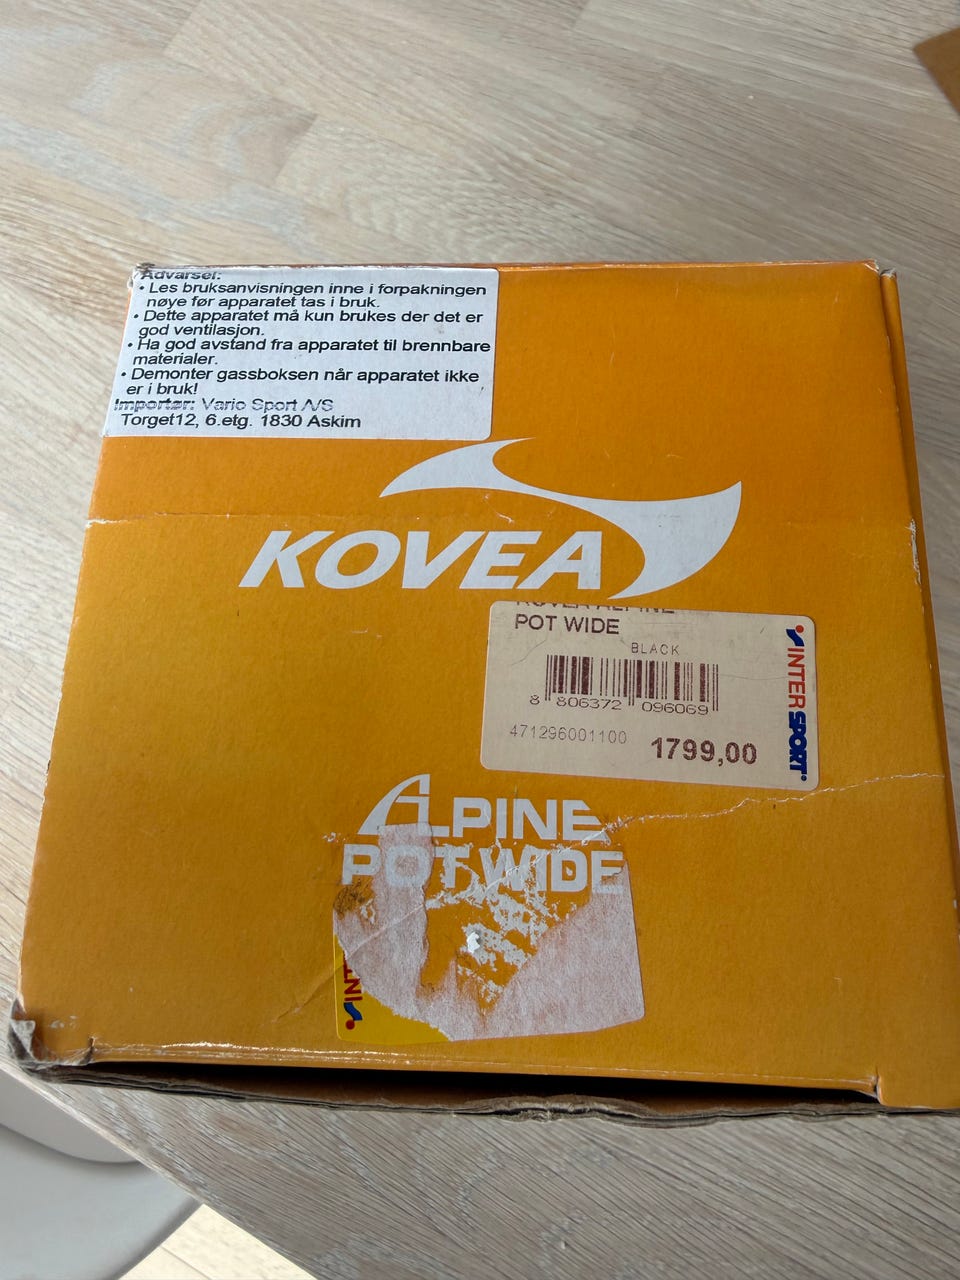 Advarsel:
• Les bruksanvisningen inne i forpakningen
nøye før apparatet tas i bruk.
• Dette apparatet må kun brukes der det er
god ventilasjon.
• Ha god avstand fra apparatet til brennbare
materialer.
• Demonter gassboksen når apparatet ikke
er i bruk!
Importør: Vario Sport A/S
Torget12, 6.etg. 1830 Askim
KOVEA
KOVEA ALPINE
POT WIDE
BLACK
8 806372 096069
471296001100 1799,00
INTERSPORT
ALPINE
POT WIDE
INT